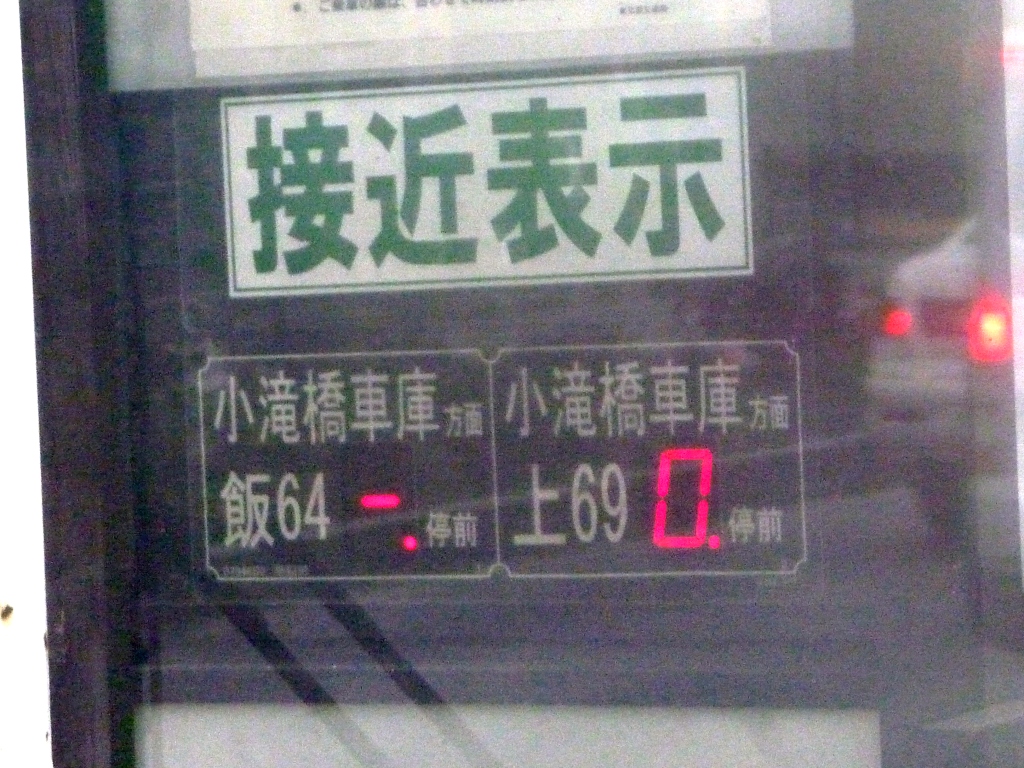 接近表示
小滝橋車庫方面
飯64 - . 停前
小滝橋車庫方面
上69 0. 停前